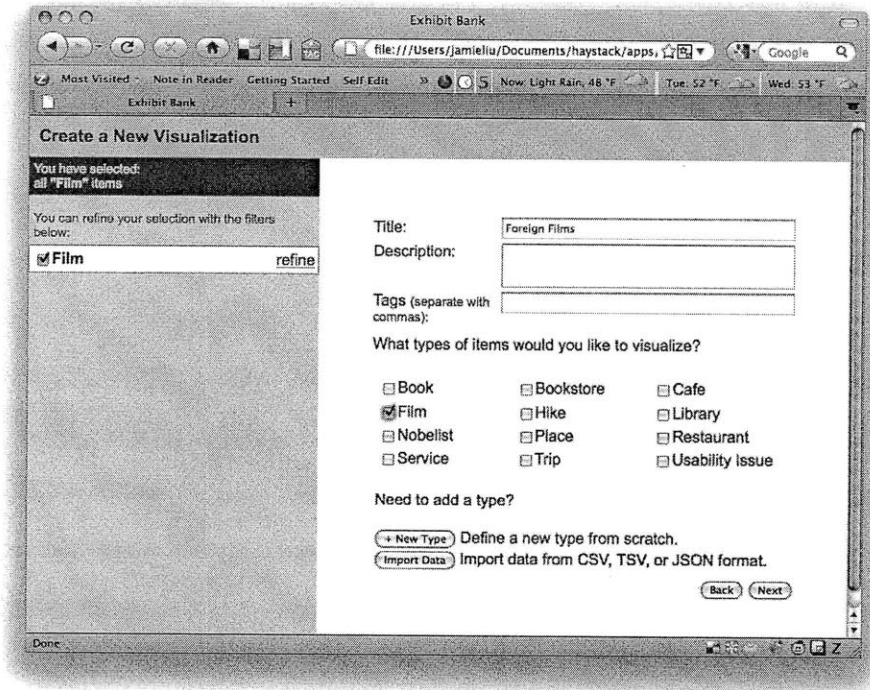 Exhibit Bank
file:///Users/jamieliu/Documents/haystack/apps, Google
Most Visited Note in Reader Getting Started Self Edit » 5 Now: Light Rain, 48 °F Tue: 52 °F Wed: 53 °F
Exhibit Bank +
Create a New Visualization
You have selected:
all "Film" items
You can refine your selection with the filters
below:
Film refine
Title: Foreign Films
Description:
Tags (separate with
commas):
What types of items would you like to visualize?
Book Bookstore Cafe
Film Hike Library
Nobelist Place Restaurant
Service Trip Usability Issue
Need to add a type?
+ New Type Define a new type from scratch.
Import Data Import data from CSV, TSV, or JSON format.
Back Next
Done Z